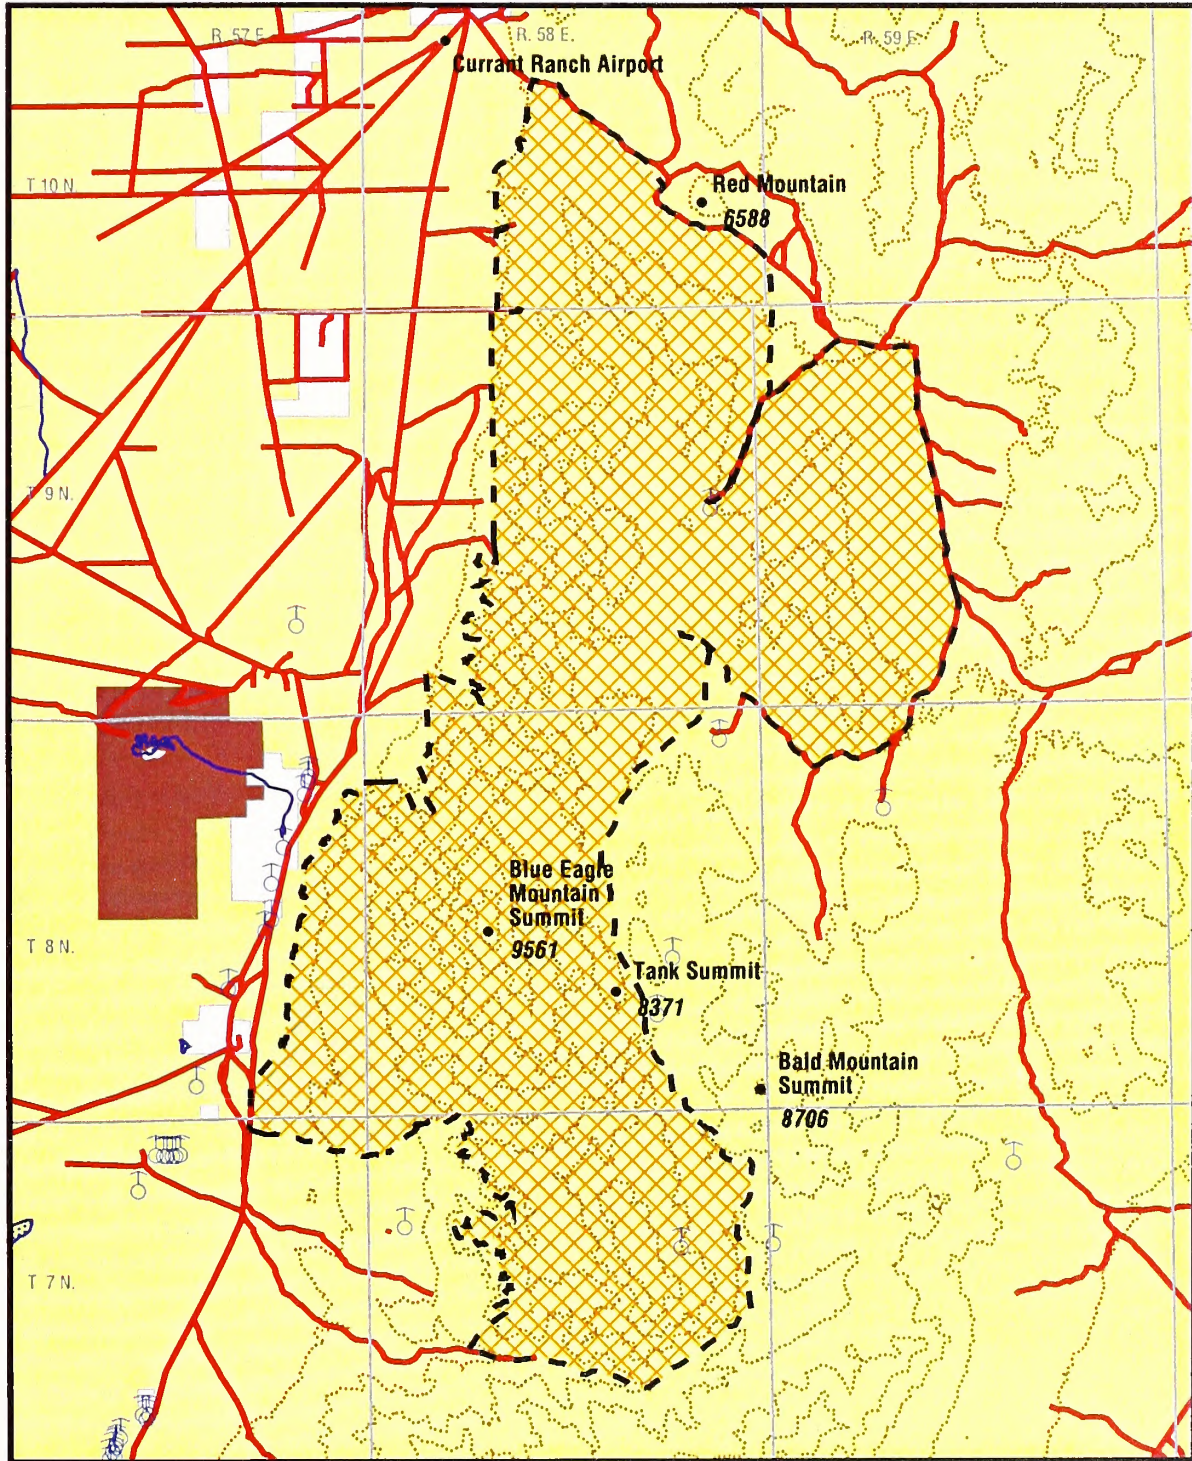 R. 57 E.
R. 58 E.
R. 59 E.
Currant Ranch Airport
T 10 N.
Red Mountain
6588
T 9 N.
Blue Eagle
Mountain
Summit
9561
T 8 N.
Tank Summit
8371
Bald Mountain
Summit
8706
T 7 N.